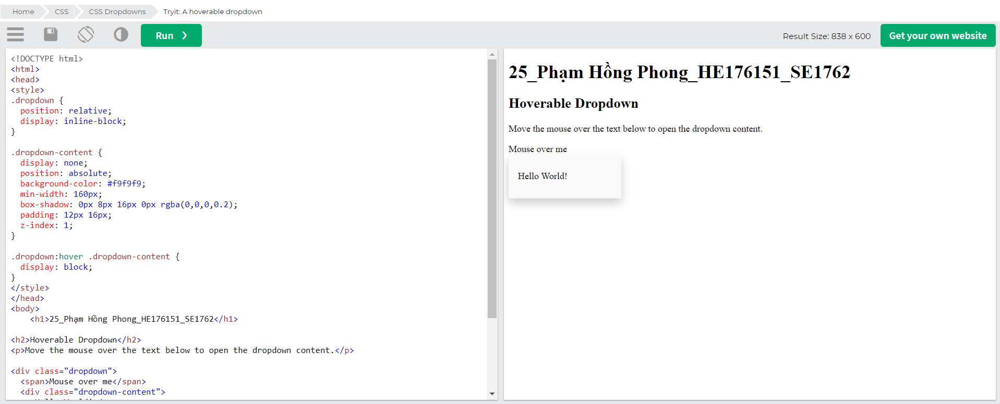 Home CSS CSS Dropdowns Tryit: A hoverable dropdown
Run ❯ Result Size: 838 x 600 Get your own website
<!DOCTYPE html>
<html>
<head>
<style>
.dropdown {
  position: relative;
  display: inline-block;
}
.dropdown-content {
  display: none;
  position: absolute;
  background-color: #f9f9f9;
  min-width: 160px;
  box-shadow: 0px 8px 16px 0px rgba(0,0,0,0.2);
  padding: 12px 16px;
  z-index: 1;
}
.dropdown:hover .dropdown-content {
  display: block;
}
</style>
</head>
<body>
    <h1>25_Phạm Hồng Phong_HE176151_SE1762</h1>
<h2>Hoverable Dropdown</h2>
<p>Move the mouse over the text below to open the dropdown content.</p>
<div class="dropdown">
  <span>Mouse over me</span>
  <div class="dropdown-content">
25_Phạm Hồng Phong_HE176151_SE1762
Hoverable Dropdown
Move the mouse over the text below to open the dropdown content.
Mouse over me
Hello World!